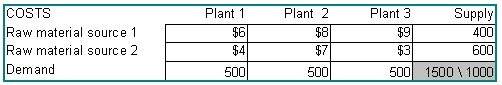 COSTS Plant 1 Plant 2 Plant 3 Supply
Raw material source 1 $6 $8 $9 400
Raw material source 2 $4 $7 $3 600
Demand 500 500 500 1500 \ 1000